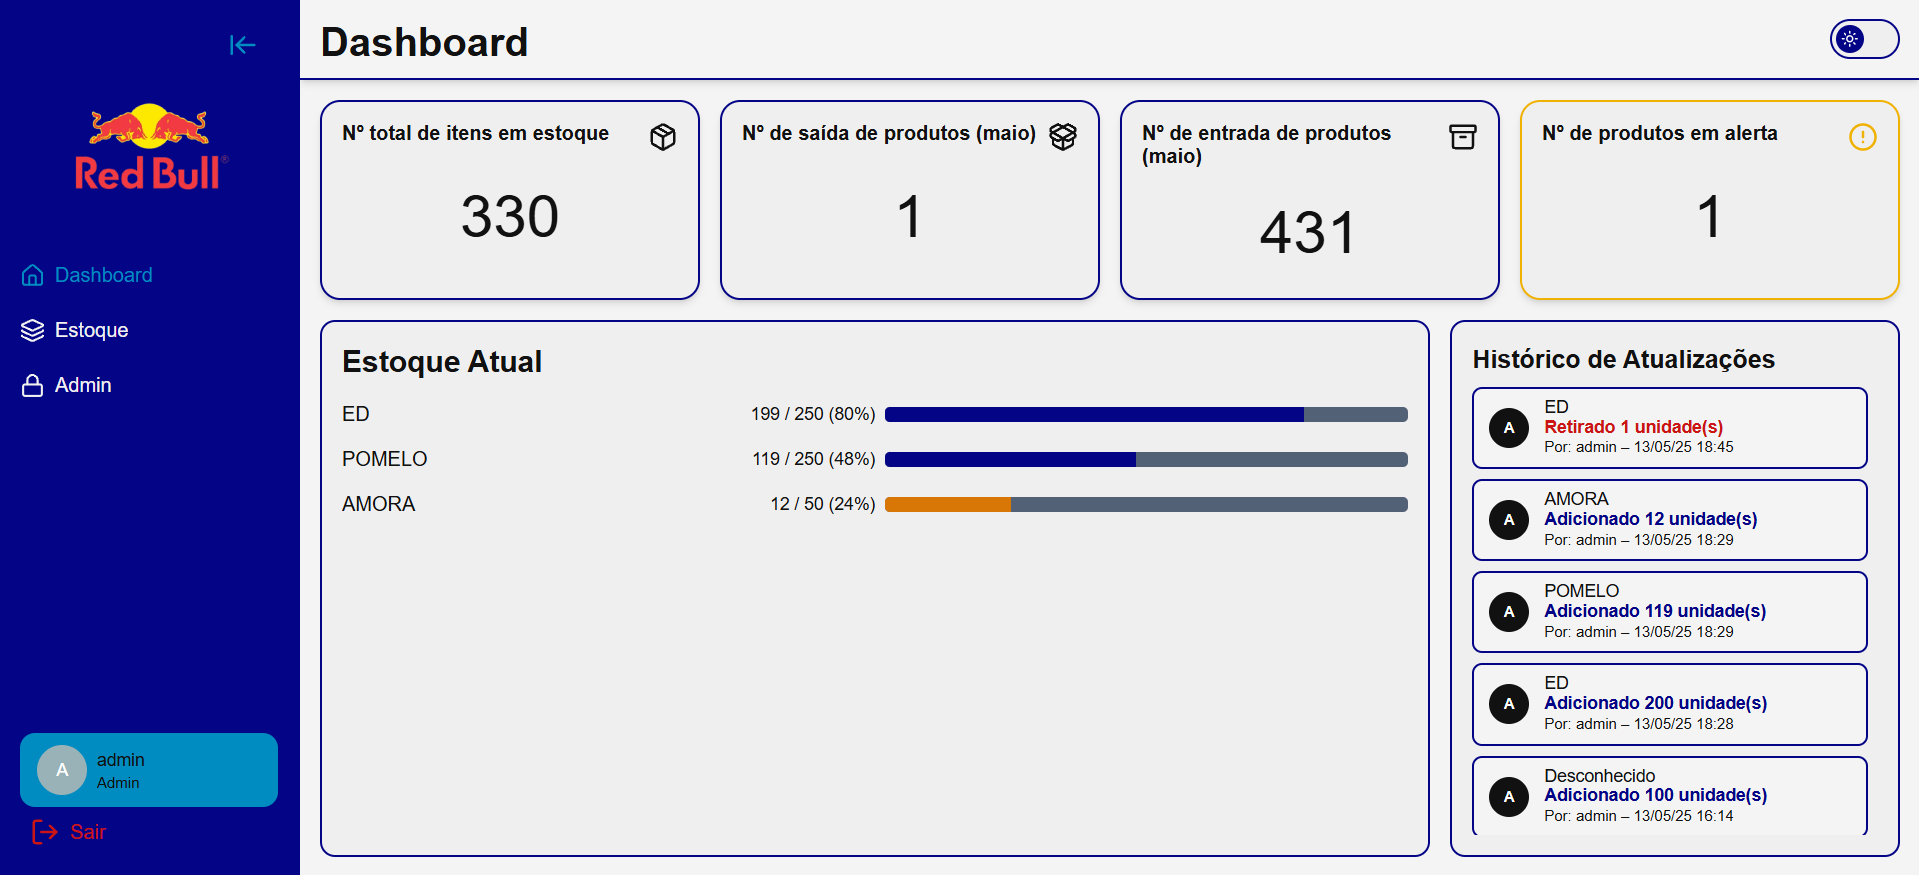 Red Bull®
Dashboard
Estoque
Admin
A
admin
Admin
Sair
Dashboard
Nº total de itens em estoque
330
Nº de saída de produtos (maio)
1
Nº de entrada de produtos
(maio)
431
Nº de produtos em alerta
1
Estoque Atual
ED 199 / 250 (80%)
POMELO 119 / 250 (48%)
AMORA 12 / 50 (24%)
Histórico de Atualizações
A
ED
Retirado 1 unidade(s)
Por: admin – 13/05/25 18:45
A
AMORA
Adicionado 12 unidade(s)
Por: admin – 13/05/25 18:29
A
POMELO
Adicionado 119 unidade(s)
Por: admin – 13/05/25 18:29
A
ED
Adicionado 200 unidade(s)
Por: admin – 13/05/25 18:28
A
Desconhecido
Adicionado 100 unidade(s)
Por: admin – 13/05/25 16:14